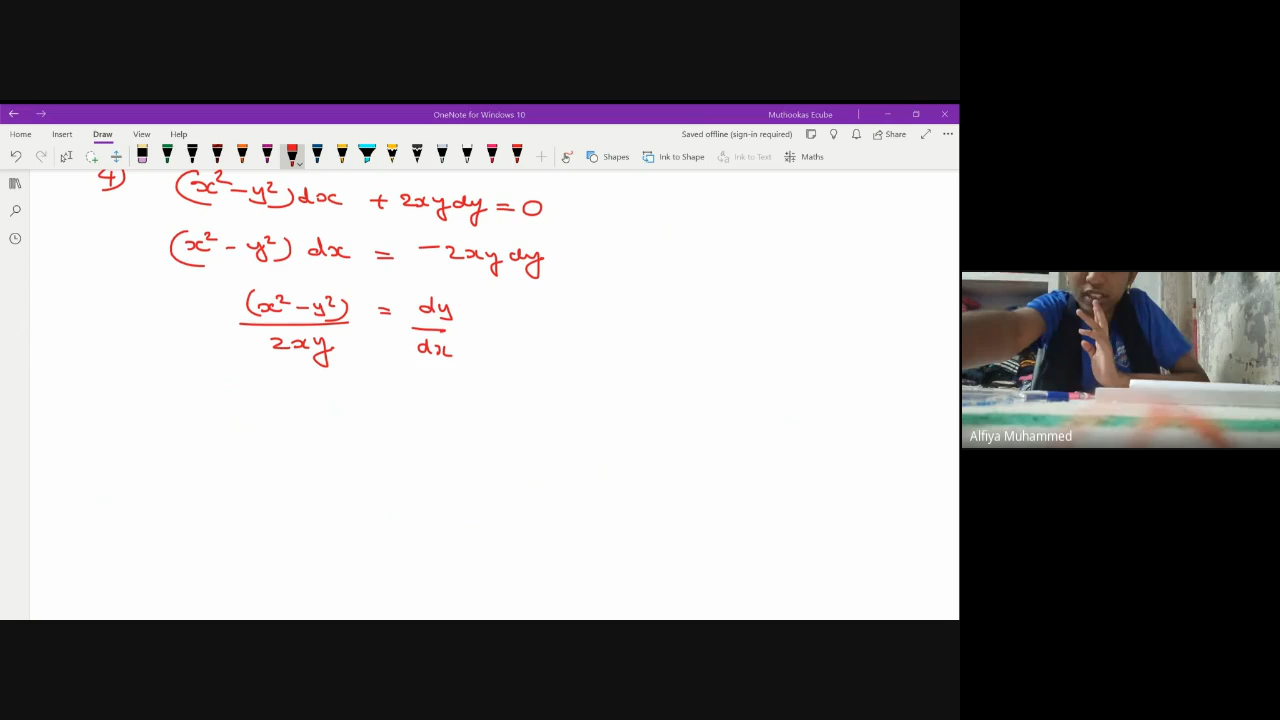 OneNote for Windows 10
Muthookas Ecube
Home Insert Draw View Help
Saved offline (sign-in required)
Share
Shapes
Ink to Shape
Ink to Text
Maths
4) (x² - y²) dx + 2xy dy = 0
(x² - y²) dx = -2xy dy
(x² - y²) / 2xy = dy / dx
Alfiya Muhammed